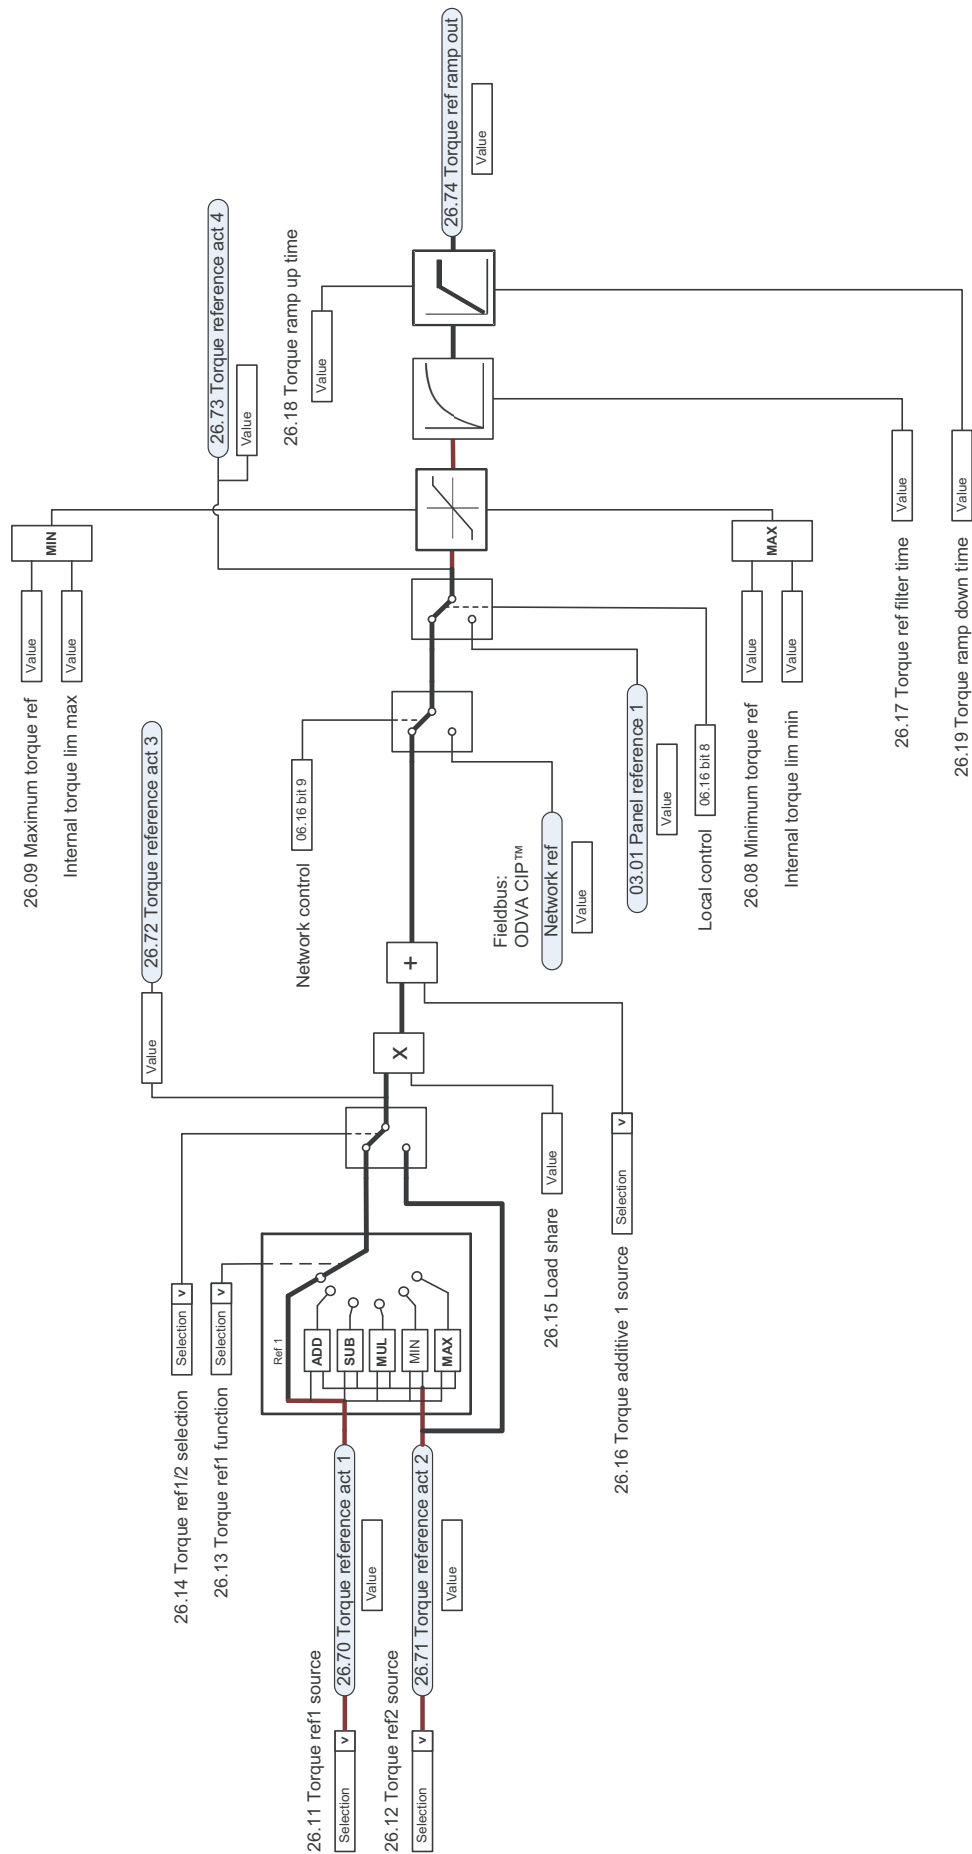 26.11 Torque ref1 source
Selection
v
26.70 Torque reference act 1
Value
26.12 Torque ref2 source
Selection
v
26.71 Torque reference act 2
Value
26.14 Torque ref1/2 selection
Selection
v
26.13 Torque ref1 function
Selection
v
Ref 1
ADD
SUB
MUL
MIN
MAX
26.15 Load share
Value
26.16 Torque additive 1 source
Selection
v
26.72 Torque reference act 3
Value
X
+
Network control
06.16 bit 9
Fieldbus:
ODVA CIP™
Network ref
Value
03.01 Panel reference 1
Value
Local control
06.16 bit 8
26.09 Maximum torque ref
Value
Internal torque lim max
Value
MIN
26.08 Minimum torque ref
Value
Internal torque lim min
Value
MAX
26.73 Torque reference act 4
Value
26.18 Torque ramp up time
Value
26.17 Torque ref filter time
Value
26.19 Torque ramp down time
Value
26.74 Torque ref ramp out
Value